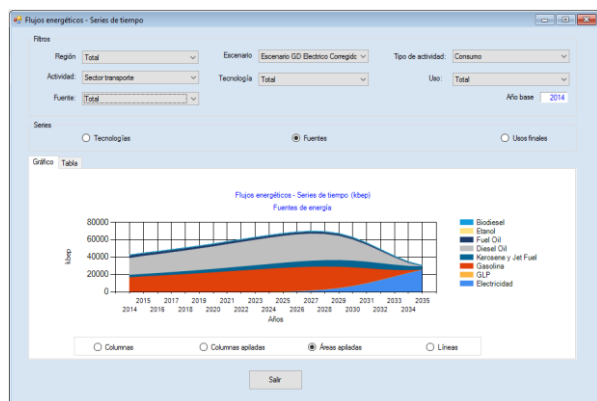 Flujos energéticos - Series de tiempo
Filtros
Región Total Escenario Escenario GD Electrico Corregido Tipo de actividad: Consumo
Actividad: Sector transporte Tecnología Total Uso: Total
Fuente: Total Año base 2014
Series
Tecnologías Fuentes Usos finales
Gráfico Tabla
Flujos energéticos - Series de tiempo (kbep)
Fuentes de energía
80000
60000
40000
20000
0
kbep
2015 2017 2019 2021 2023 2025 2027 2029 2031 2033 2035
2014 2016 2018 2020 2022 2024 2026 2028 2030 2032 2034
Años
Biodiesel
Etanol
Fuel Oil
Diesel Oil
Kerosene y Jet Fuel
Gasolina
GLP
Electricidad
Columnas Columnas apiladas Áreas apiladas Líneas
Salir